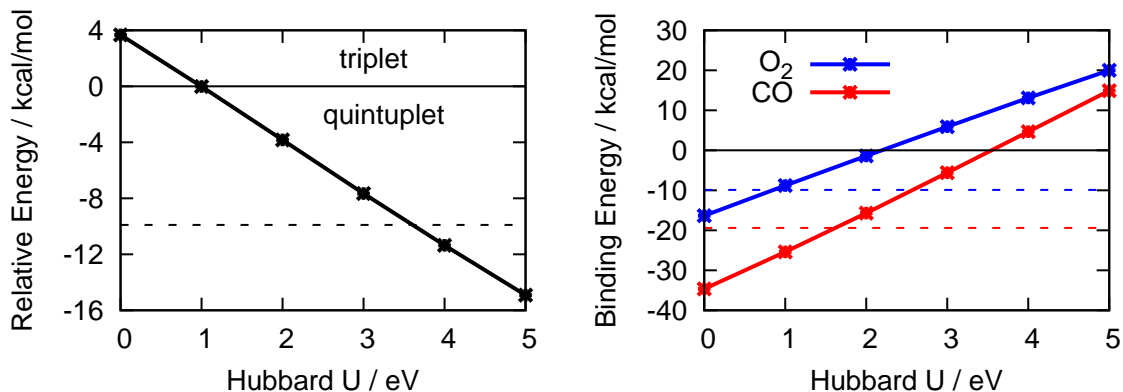 Relative Energy / kcal/mol
4
0
-4
-8
-12
-16
triplet
quintuplet
0 1 2 3 4 5
Hubbard U / eV
Binding Energy / kcal/mol
30
20
10
0
-10
-20
-30
-40
O2
CO
0 1 2 3 4 5
Hubbard U / eV